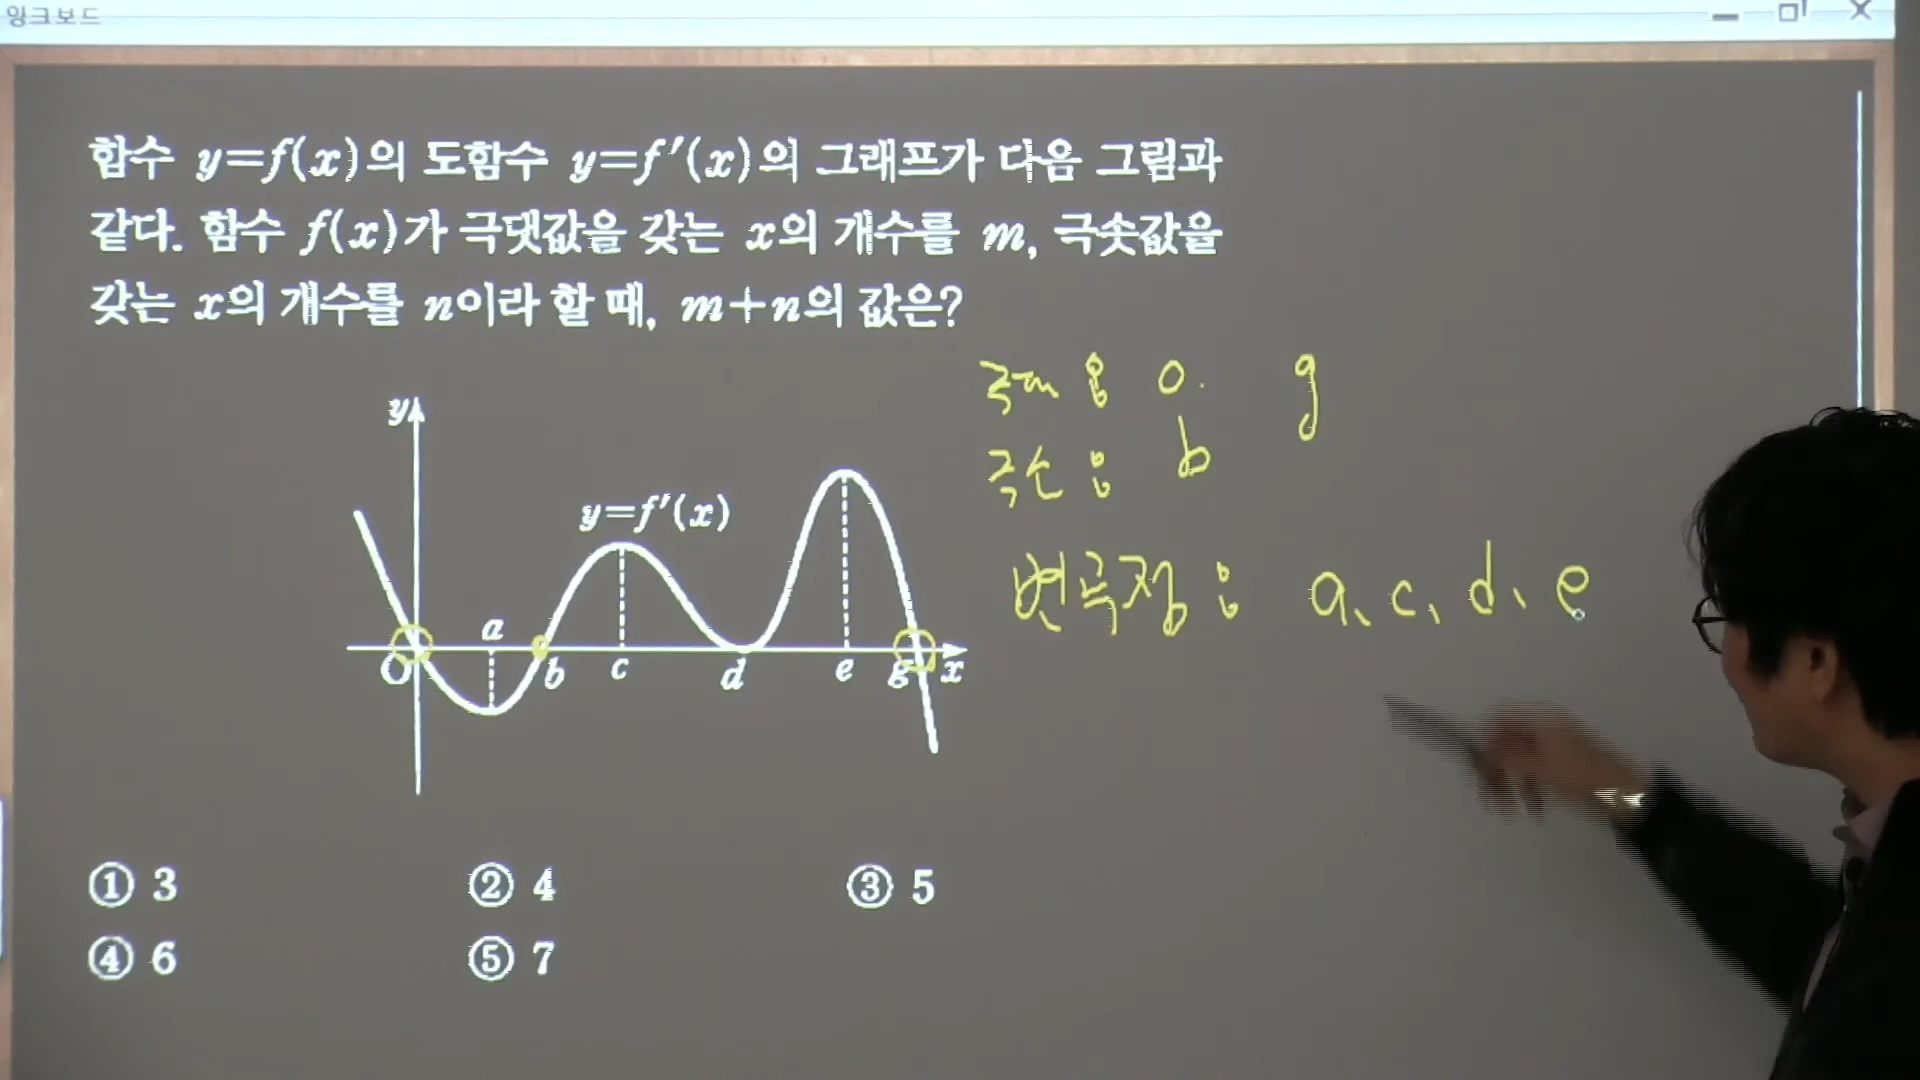 잉크보드
함수 y=f(x)의 도함수 y=f′(x)의 그래프가 다음 그림과
같다. 함수 f(x)가 극댓값을 갖는 x의 개수를 m, 극솟값을
갖는 x의 개수를 n이라 할 때, m+n의 값은?
극대 : 0. g
극소 : b
변곡점 : a、c、d、e
y
y=f′(x)
a
O b c d e g x
① 3 ② 4 ③ 5
④ 6 ⑤ 7